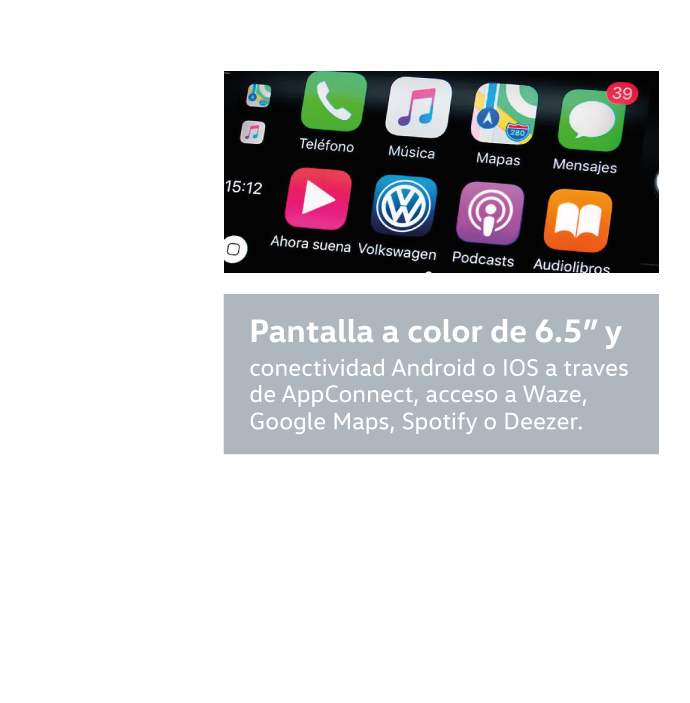 39
280
Teléfono
Música
Mapas
Mensajes
15:12
Ahora suena
Volkswagen
Podcasts
Audiolibros
Pantalla a color de 6.5” y
conectividad Android o IOS a traves
de AppConnect, acceso a Waze,
Google Maps, Spotify o Deezer.